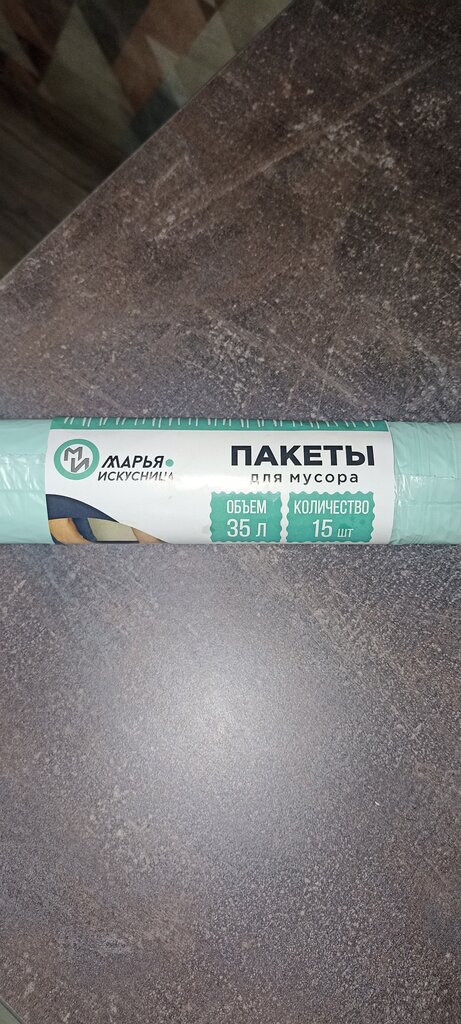 МИ
МАРЬЯ
ИСКУСНИЦА
ПАКЕТЫ
для мусора
ОБЪЕМ
35 л
КОЛИЧЕСТВО
15 шт